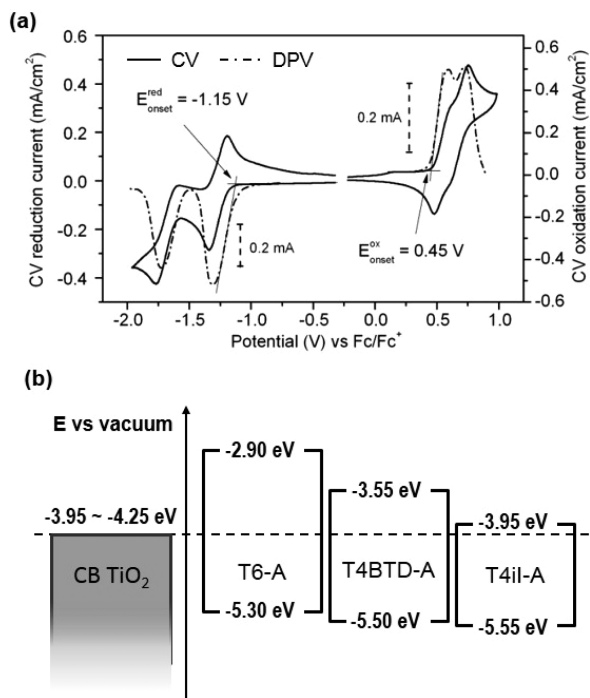 (a)
CV
DPV
E red onset = -1.15 V
0.2 mA
0.2 mA
E ox onset = 0.45 V
CV reduction current (mA/cm²)
0.6
0.4
0.2
0.0
-0.2
-0.4
CV oxidation current (mA/cm²)
0.5
0.4
0.2
0.0
-0.2
-0.4
-0.6
-2.0 -1.5 -1.0 -0.5 0.0 0.5 1.0
Potential (V) vs Fc/Fc⁺
(b)
E vs vacuum
-2.90 eV
-3.55 eV
-3.95 ~ -4.25 eV
-3.95 eV
CB TiO₂
T6-A
T4BTD-A
T4iI-A
-5.30 eV
-5.50 eV
-5.55 eV